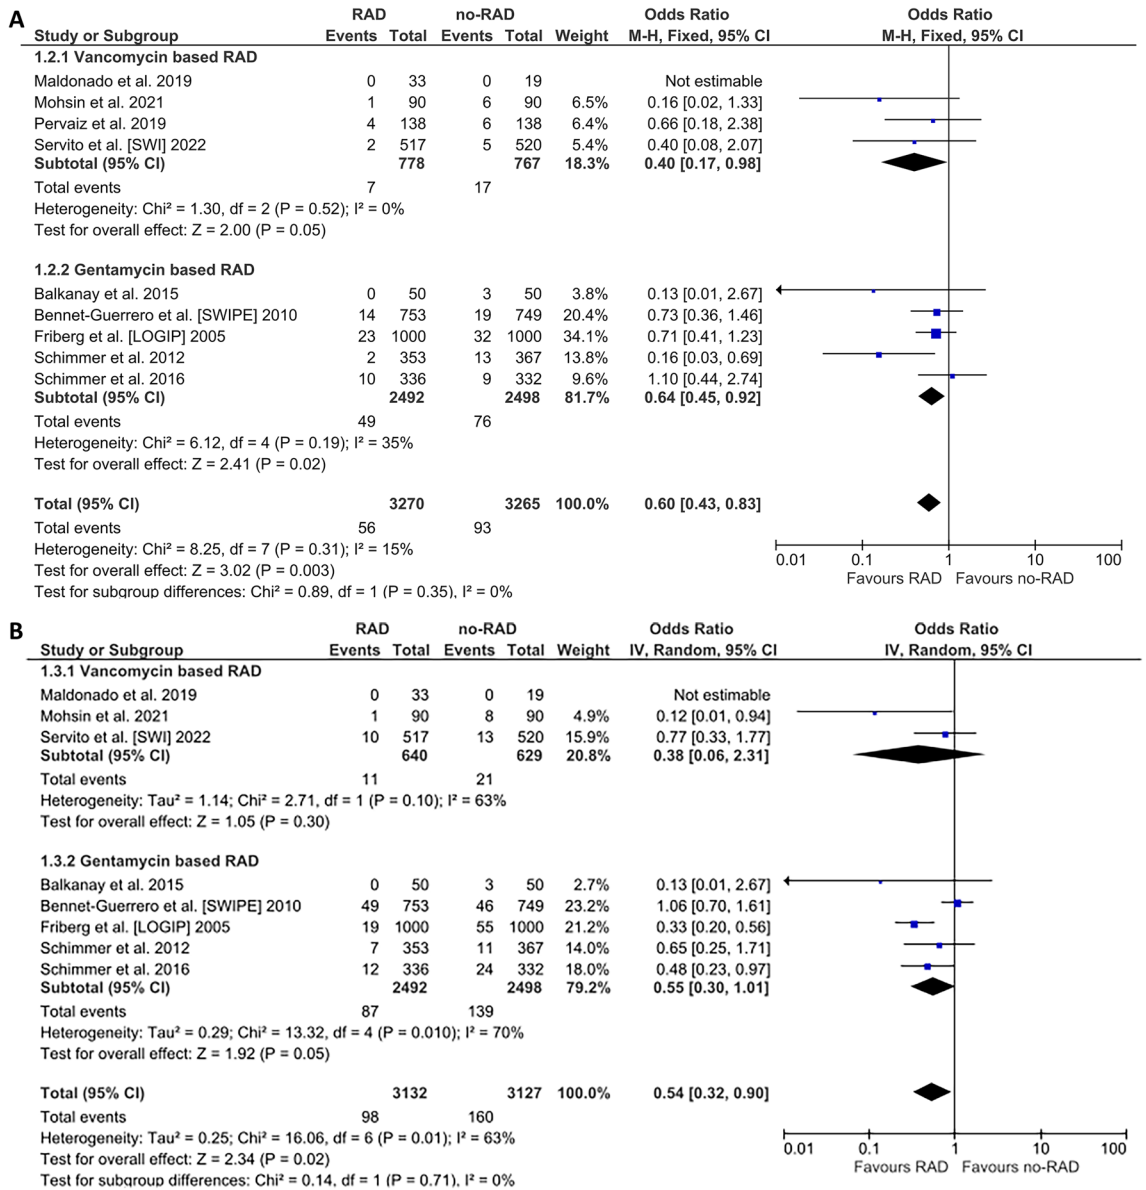 A
RAD no-RAD Odds Ratio Odds Ratio
Study or Subgroup Events Total Events Total Weight M-H, Fixed, 95% CI M-H, Fixed, 95% CI
1.2.1 Vancomycin based RAD
Maldonado et al. 2019 0 33 0 19 Not estimable
Mohsin et al. 2021 1 90 6 90 6.5% 0.16 [0.02, 1.33]
Pervaiz et al. 2019 4 138 6 138 6.4% 0.66 [0.18, 2.38]
Servito et al. [SWI] 2022 2 517 5 520 5.4% 0.40 [0.08, 2.07]
Subtotal (95% CI) 778 767 18.3% 0.40 [0.17, 0.98]
Total events 7 17
Heterogeneity: Chi² = 1.30, df = 2 (P = 0.52); I² = 0%
Test for overall effect: Z = 2.00 (P = 0.05)
1.2.2 Gentamycin based RAD
Balkanay et al. 2015 0 50 3 50 3.8% 0.13 [0.01, 2.67]
Bennet-Guerrero et al. [SWIPE] 2010 14 753 19 749 20.4% 0.73 [0.36, 1.46]
Friberg et al. [LOGIP] 2005 23 1000 32 1000 34.1% 0.71 [0.41, 1.23]
Schimmer et al. 2012 2 353 13 367 13.8% 0.16 [0.03, 0.69]
Schimmer et al. 2016 10 336 9 332 9.6% 1.10 [0.44, 2.74]
Subtotal (95% CI) 2492 2498 81.7% 0.64 [0.45, 0.92]
Total events 49 76
Heterogeneity: Chi² = 6.12, df = 4 (P = 0.19); I² = 35%
Test for overall effect: Z = 2.41 (P = 0.02)
Total (95% CI) 3270 3265 100.0% 0.60 [0.43, 0.83]
Total events 56 93
Heterogeneity: Chi² = 8.25, df = 7 (P = 0.31); I² = 15%
Test for overall effect: Z = 3.02 (P = 0.003)
Test for subgroup differences: Chi² = 0.89, df = 1 (P = 0.35), I² = 0%
0.01 0.1 1 10 100
Favours RAD Favours no-RAD
B
RAD no-RAD Odds Ratio Odds Ratio
Study or Subgroup Events Total Events Total Weight IV, Random, 95% CI IV, Random, 95% CI
1.3.1 Vancomycin based RAD
Maldonado et al. 2019 0 33 0 19 Not estimable
Mohsin et al. 2021 1 90 8 90 4.9% 0.12 [0.01, 0.94]
Servito et al. [SWI] 2022 10 517 13 520 15.9% 0.77 [0.33, 1.77]
Subtotal (95% CI) 640 629 20.8% 0.38 [0.06, 2.31]
Total events 11 21
Heterogeneity: Tau² = 1.14; Chi² = 2.71, df = 1 (P = 0.10); I² = 63%
Test for overall effect: Z = 1.05 (P = 0.30)
1.3.2 Gentamycin based RAD
Balkanay et al. 2015 0 50 3 50 2.7% 0.13 [0.01, 2.67]
Bennet-Guerrero et al. [SWIPE] 2010 49 753 46 749 23.2% 1.06 [0.70, 1.61]
Friberg et al. [LOGIP] 2005 19 1000 55 1000 21.2% 0.33 [0.20, 0.56]
Schimmer et al. 2012 7 353 11 367 14.0% 0.65 [0.25, 1.71]
Schimmer et al. 2016 12 336 24 332 18.0% 0.48 [0.23, 0.97]
Subtotal (95% CI) 2492 2498 79.2% 0.55 [0.30, 1.01]
Total events 87 139
Heterogeneity: Tau² = 0.29; Chi² = 13.32, df = 4 (P = 0.010); I² = 70%
Test for overall effect: Z = 1.92 (P = 0.05)
Total (95% CI) 3132 3127 100.0% 0.54 [0.32, 0.90]
Total events 98 160
Heterogeneity: Tau² = 0.25; Chi² = 16.06, df = 6 (P = 0.01); I² = 63%
Test for overall effect: Z = 2.34 (P = 0.02)
Test for subgroup differences: Chi² = 0.14, df = 1 (P = 0.71), I² = 0%
0.01 0.1 1 10 100
Favours RAD Favours no-RAD